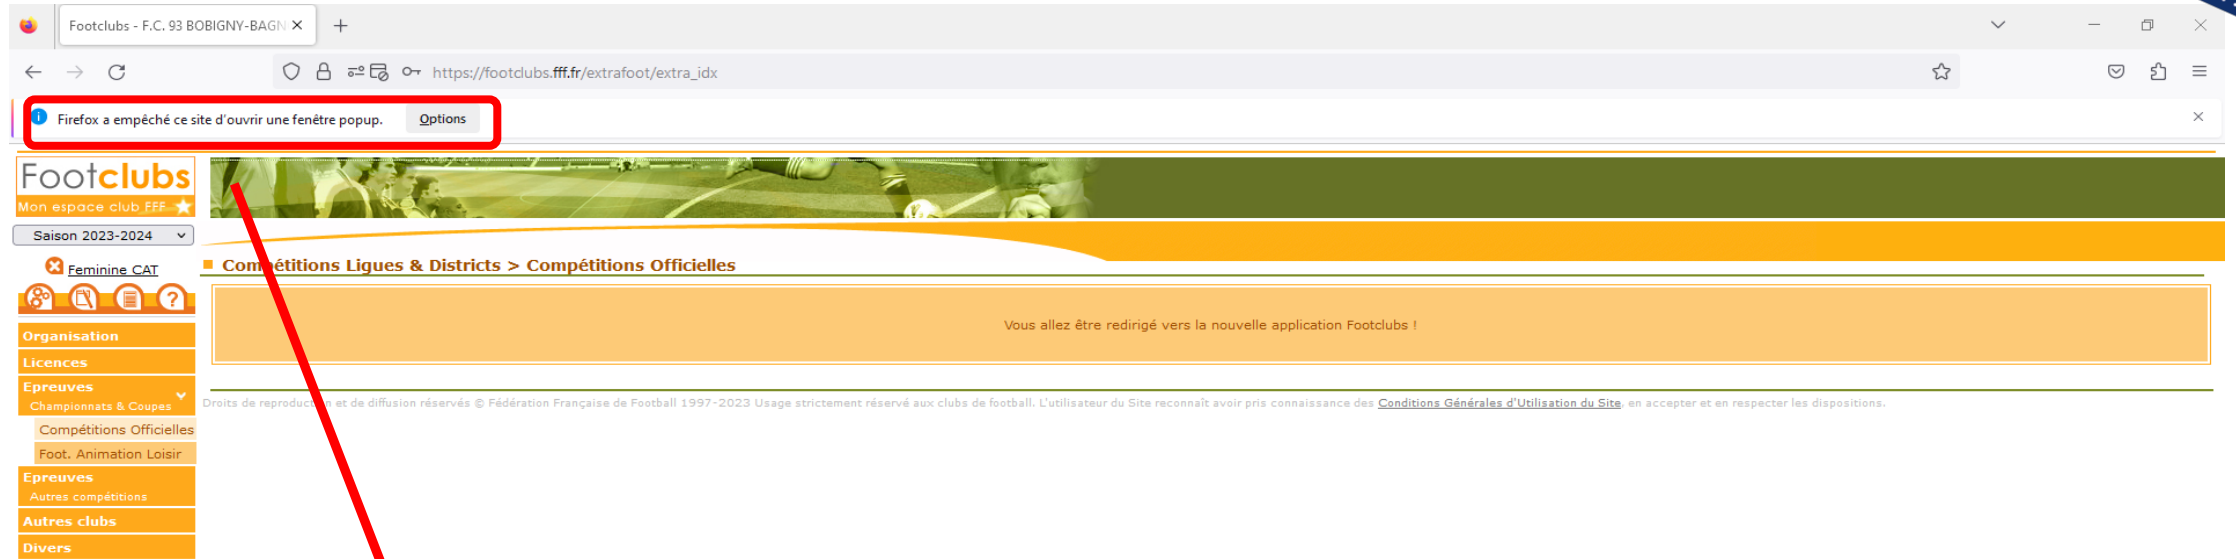 Footclubs - F.C. 93 BOBIGNY-BAGN
https://footclubs.fff.fr/extrafoot/extra_idx
Firefox a empêché ce site d'ouvrir une fenêtre popup. Options
Footclubs
Mon espace club FFF
Saison 2023-2024
Feminine CAT
Compétitions Ligues & Districts > Compétitions Officielles
Vous allez être redirigé vers la nouvelle application Footclubs !
Organisation
Licences
Epreuves
Championnats & Coupes
Compétitions Officielles
Foot. Animation Loisir
Epreuves
Autres compétitions
Autres clubs
Divers
Droits de reproduction et de diffusion réservés © Fédération Française de Football 1997-2023 Usage strictement réservé aux clubs de football. L'utilisateur du Site reconnaît avoir pris connaissance des Conditions Générales d'Utilisation du Site, en accepter et en respecter les dispositions.